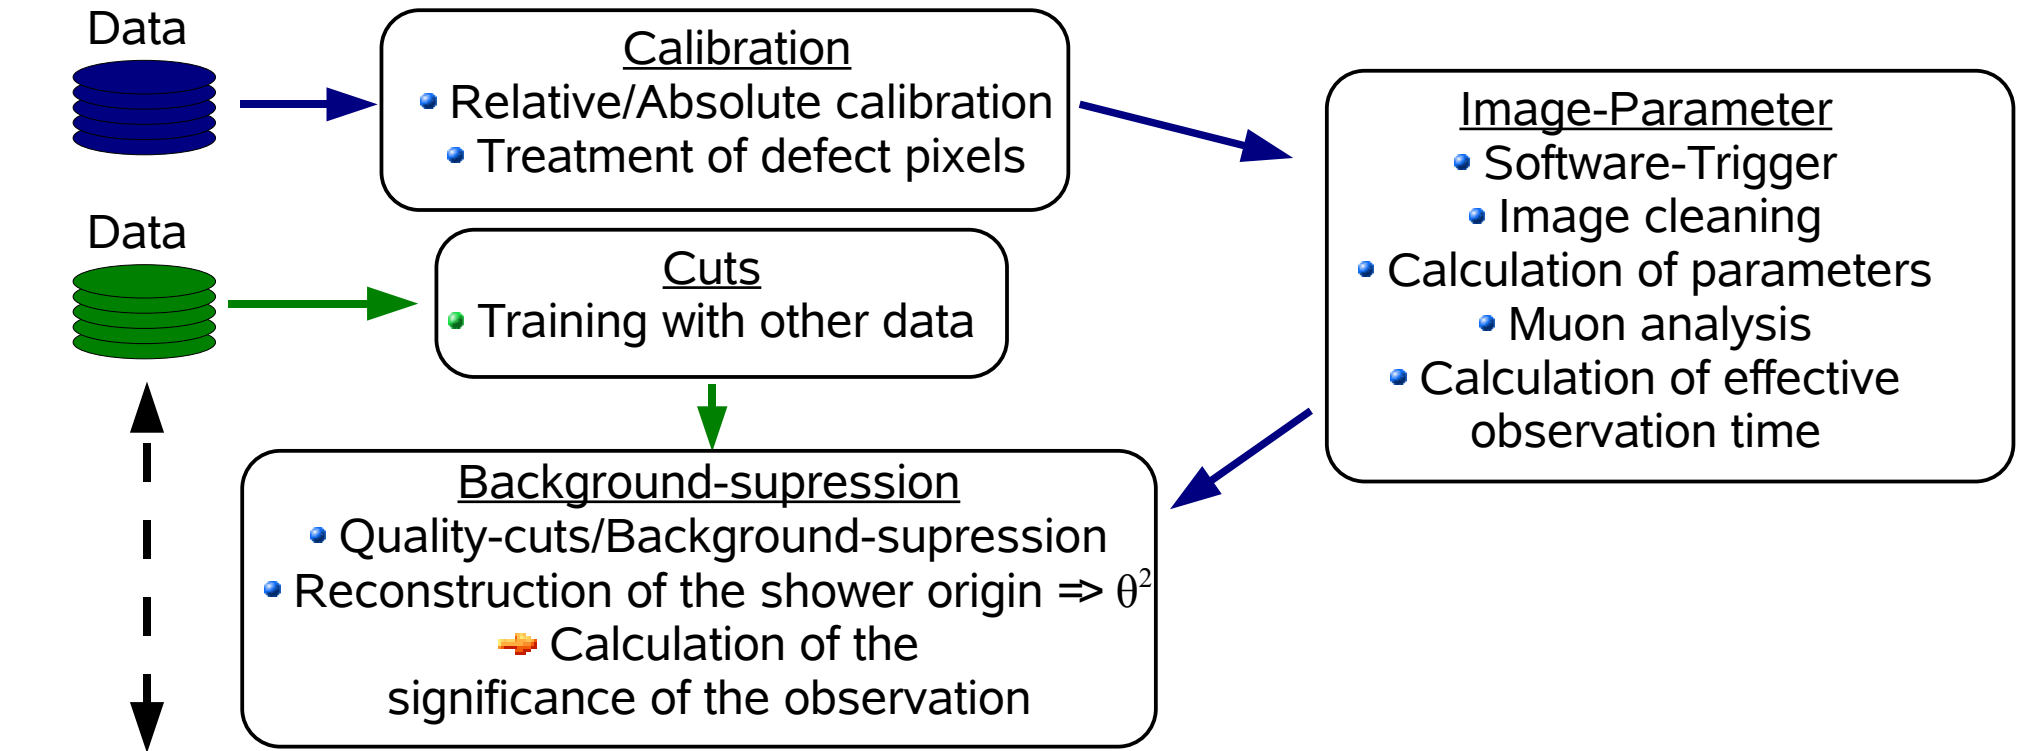 Data
Calibration
• Relative/Absolute calibration
• Treatment of defect pixels
Image-Parameter
• Software-Trigger
• Image cleaning
• Calculation of parameters
• Muon analysis
• Calculation of effective
observation time
Data
Cuts
• Training with other data
Background-supression
• Quality-cuts/Background-supression
• Reconstruction of the shower origin => θ²
Calculation of the
significance of the observation